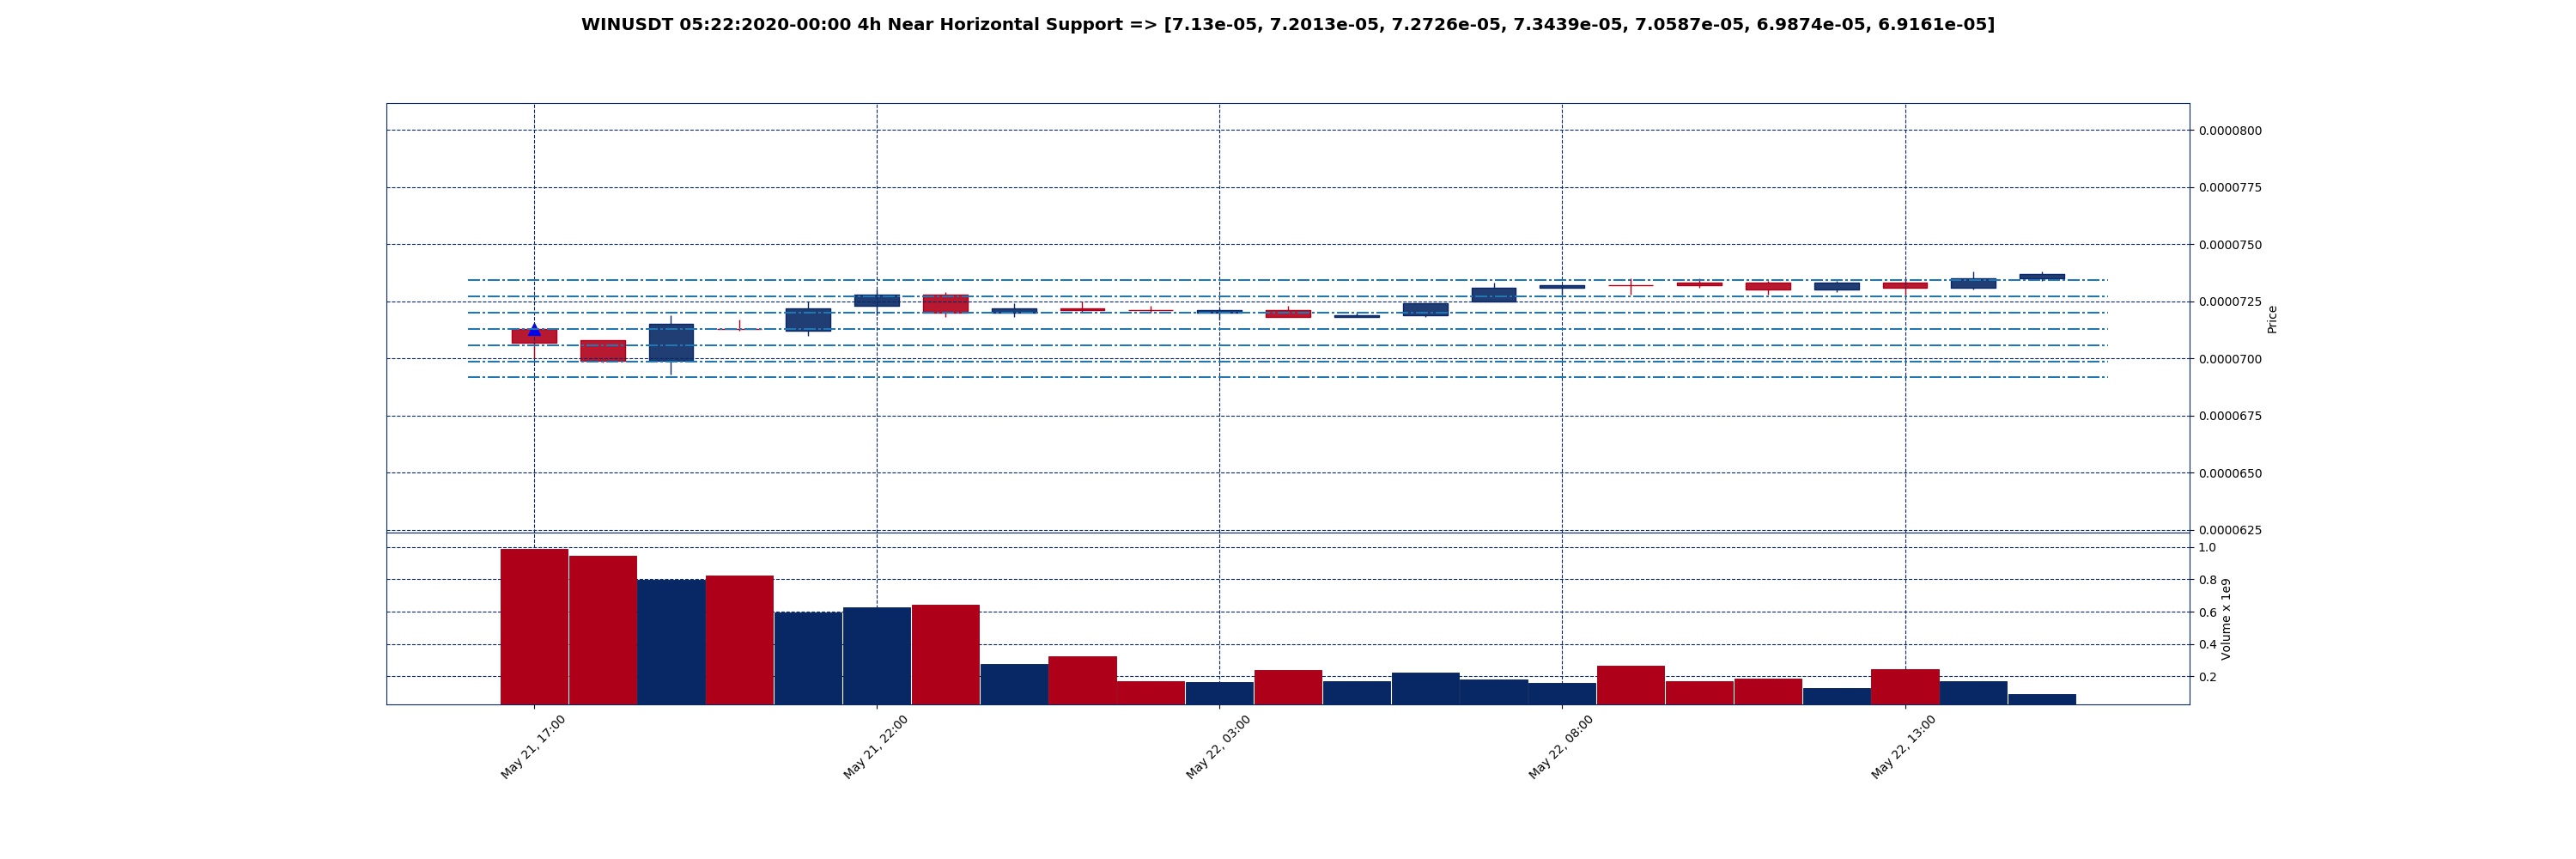 WINUSDT 05:22:2020-00:00 4h Near Horizontal Support => [7.13e-05, 7.2013e-05, 7.2726e-05, 7.3439e-05, 7.0587e-05, 6.9874e-05, 6.9161e-05]
0.0000800
0.0000775
0.0000750
0.0000725
0.0000700
0.0000675
0.0000650
0.0000625
Price
1.0
0.8
0.6
0.4
0.2
Volume x 1e9
May 21, 17:00
May 21, 22:00
May 22, 03:00
May 22, 08:00
May 22, 13:00